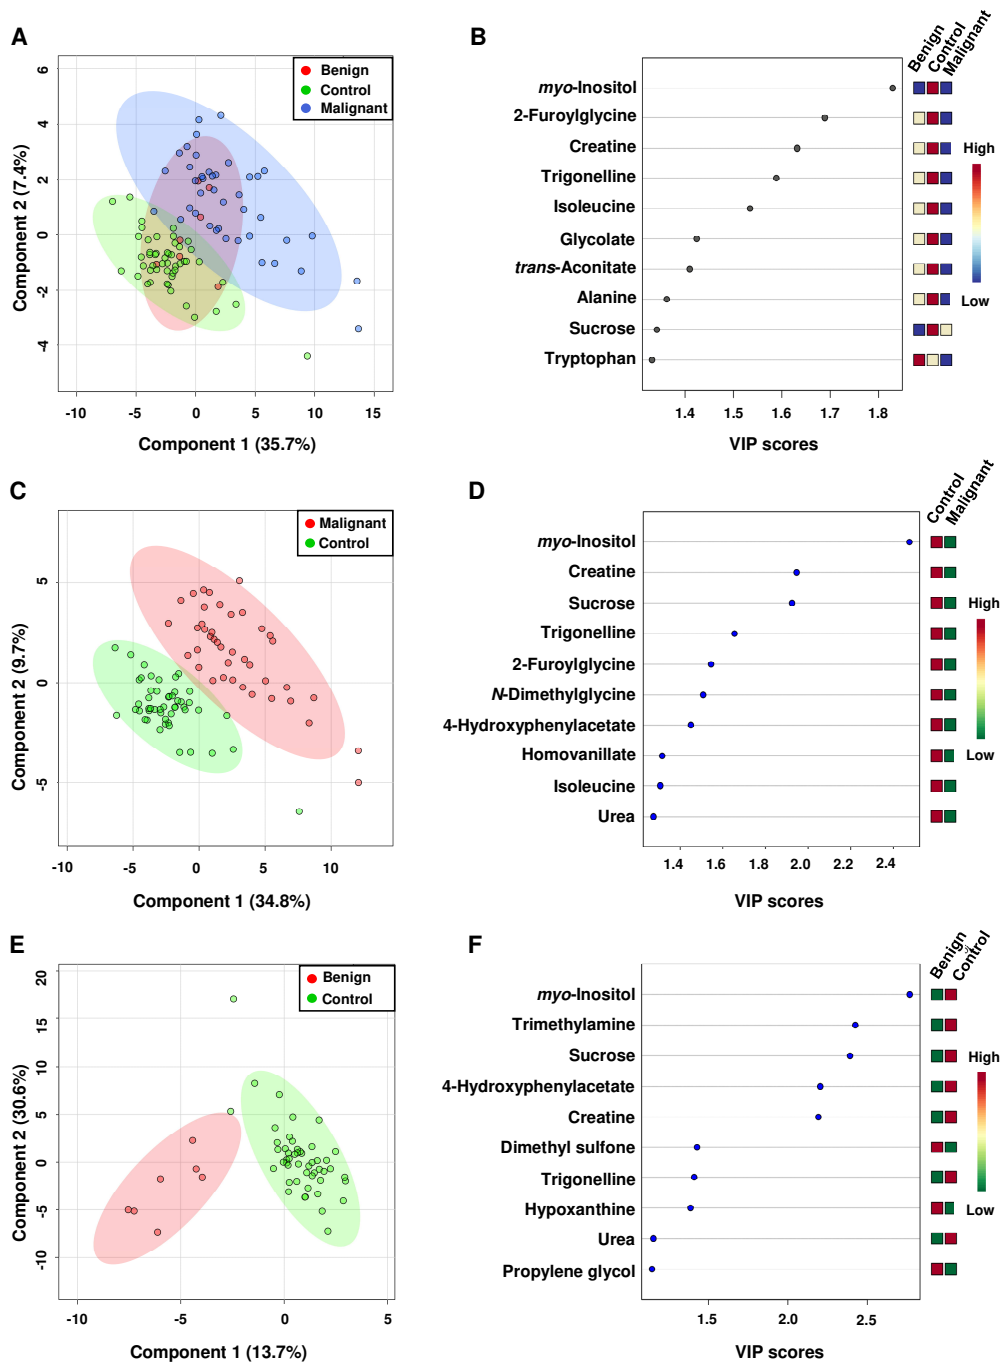 A
Benign
Control
Malignant
6
4
2
0
-2
-4
-10
-5
0
5
10
15
Component 2 (7.4%)
Component 1 (35.7%)
B
Benign
Control
Malignant
myo-Inositol
2-Furoylglycine
Creatine
Trigonelline
Isoleucine
Glycolate
trans-Aconitate
Alanine
Sucrose
Tryptophan
High
Low
1.4
1.5
1.6
1.7
1.8
VIP scores
C
Malignant
Control
5
0
-5
-10
-5
0
5
10
Component 2 (9.7%)
Component 1 (34.8%)
D
Control
Malignant
myo-Inositol
Creatine
Sucrose
Trigonelline
2-Furoylglycine
N-Dimethylglycine
4-Hydroxyphenylacetate
Homovanillate
Isoleucine
Urea
High
Low
1.4
1.6
1.8
2.0
2.2
2.4
VIP scores
E
Benign
Control
20
15
10
5
0
-5
-10
-10
-5
0
5
Component 2 (30.6%)
Component 1 (13.7%)
F
Benign
Control
myo-Inositol
Trimethylamine
Sucrose
4-Hydroxyphenylacetate
Creatine
Dimethyl sulfone
Trigonelline
Hypoxanthine
Urea
Propylene glycol
High
Low
1.5
2.0
2.5
VIP scores